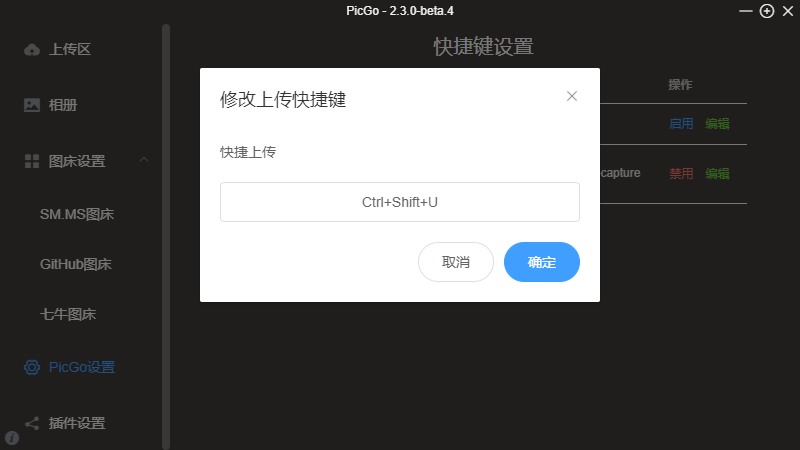 PicGo - 2.3.0-beta.4
上传区
相册
图床设置
SM.MS图床
GitHub图床
七牛图床
PicGo设置
插件设置
快捷键设置
操作
启用 编辑
capture 禁用 编辑
修改上传快捷键
快捷上传
Ctrl+Shift+U
取消 确定